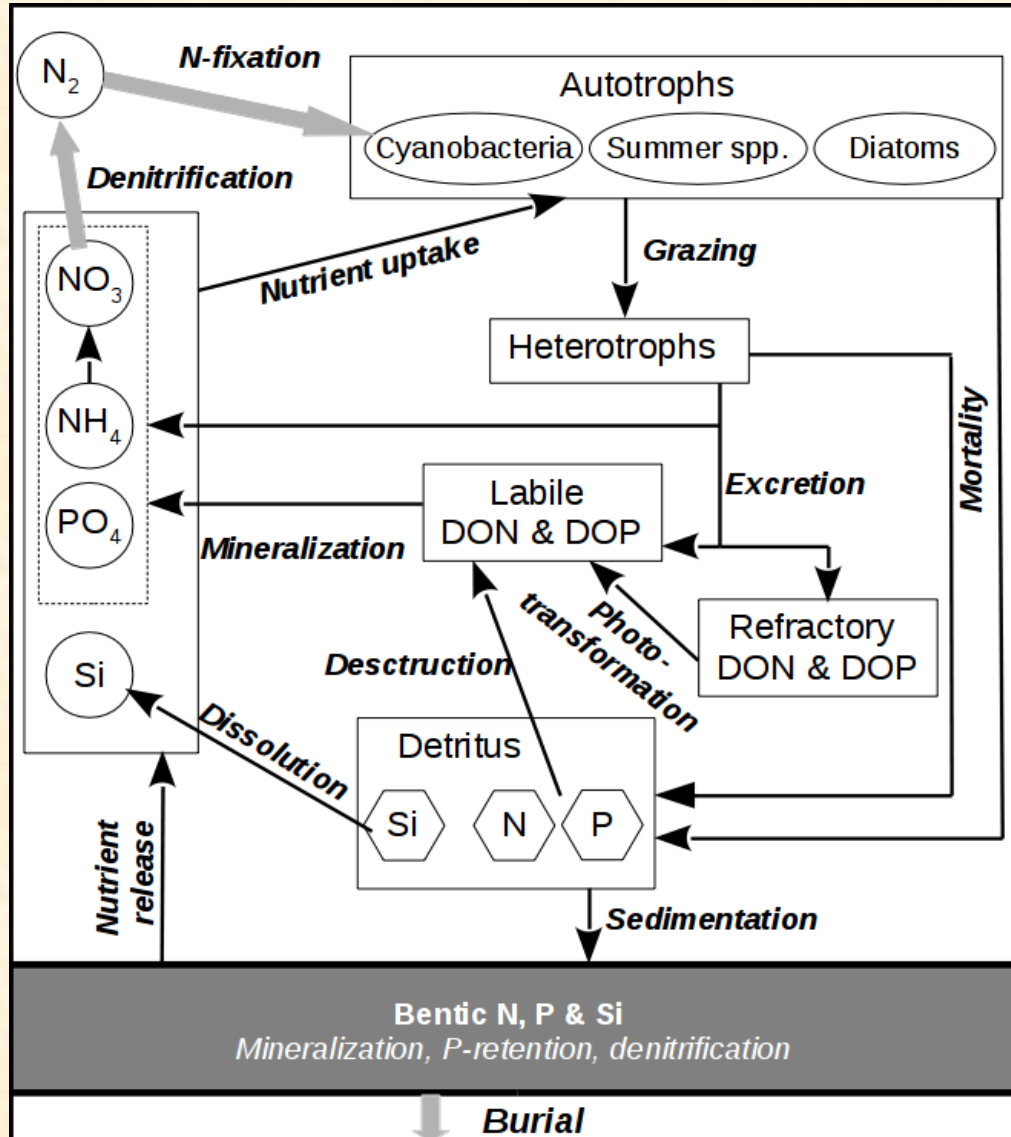 N2
N-fixation
Autotrophs
Cyanobacteria
Summer spp.
Diatoms
Denitrification
Nutrient uptake
Grazing
NO3
Heterotrophs
NH4
Mortality
Excretion
Labile
DON & DOP
PO4
Mineralization
Photo-
transformation
Refractory
DON & DOP
Desctruction
Si
Dissolution
Detritus
Si
N
P
Nutrient
release
Sedimentation
Bentic N, P & Si
Mineralization, P-retention, denitrification
Burial